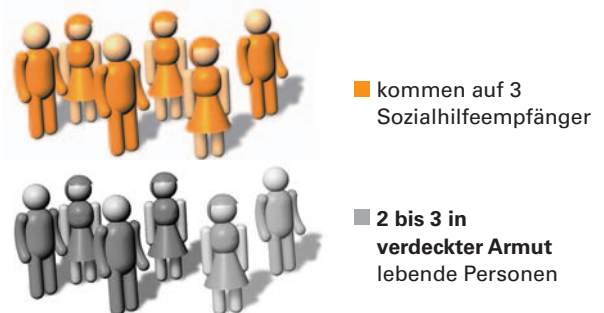 kommen auf 3
Sozialhilfeempfänger
2 bis 3 in
verdeckter Armut
lebende Personen